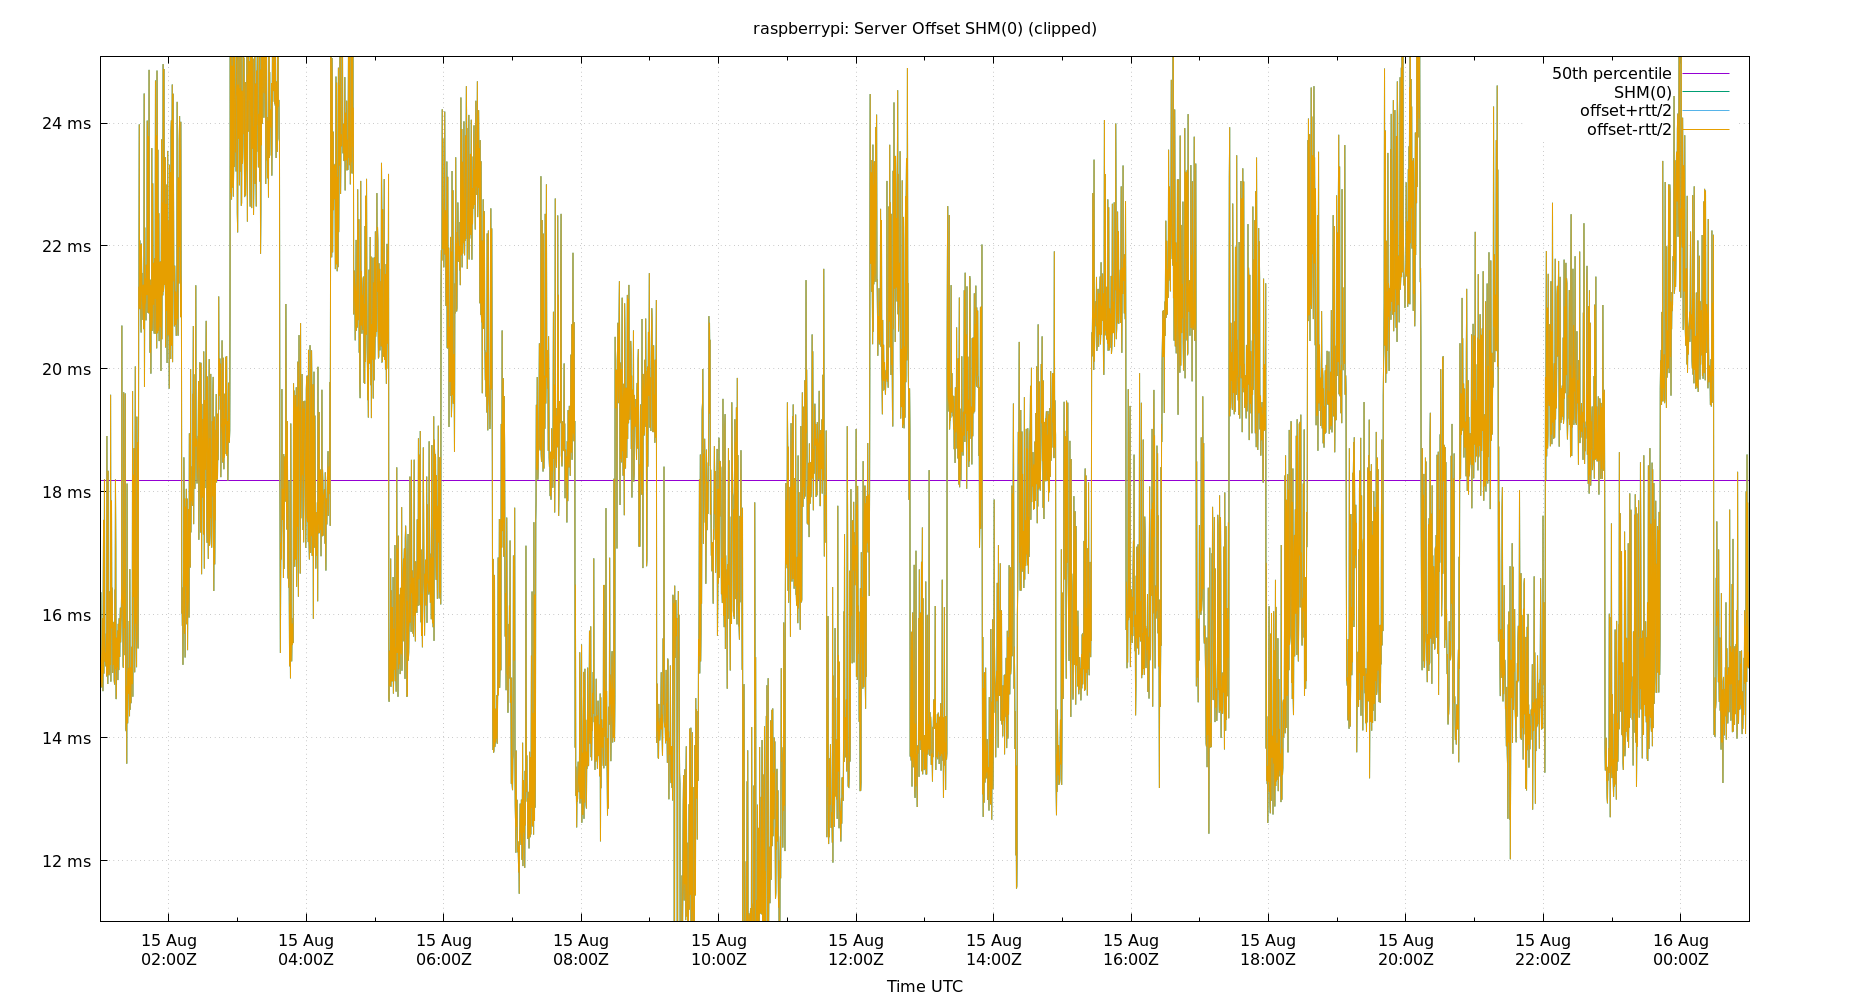 raspberrypi: Server Offset SHM(0) (clipped)
50th percentile
SHM(0)
offset+rtt/2
offset-rtt/2
24 ms
22 ms
20 ms
18 ms
16 ms
14 ms
12 ms
15 Aug 15 Aug 15 Aug 15 Aug 15 Aug 15 Aug 15 Aug 15 Aug 15 Aug 15 Aug 15 Aug 16 Aug
02:00Z 04:00Z 06:00Z 08:00Z 10:00Z 12:00Z 14:00Z 16:00Z 18:00Z 20:00Z 22:00Z 00:00Z
Time UTC